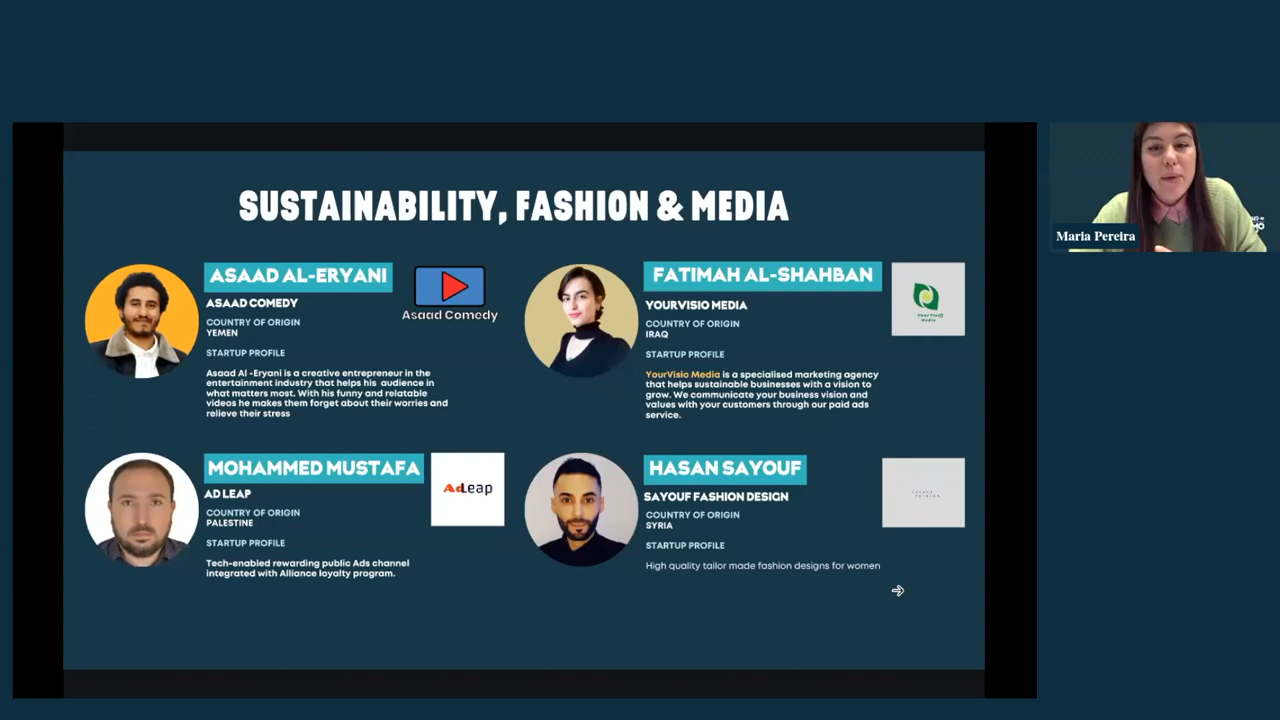 SUSTAINABILITY, FASHION & MEDIA
ASAAD AL-ERYANI
ASAAD COMEDY
COUNTRY OF ORIGIN
YEMEN
STARTUP PROFILE
Asaad Al -Eryani is a creative entrepreneur in the
entertainment industry that helps his audience in
what matters most. With his funny and relatable
videos he makes them forget about their worries and
relieve their stress
Asaad Comedy
FATIMAH AL-SHAHBAN
YOURVISIO MEDIA
COUNTRY OF ORIGIN
IRAQ
STARTUP PROFILE
YourVisio Media is a specialised marketing agency
that helps sustainable businesses with a vision to
grow. We communicate your business vision and
values with your customers through our paid ads
service.
YourVisio
Media
MOHAMMED MUSTAFA
AD LEAP
COUNTRY OF ORIGIN
PALESTINE
STARTUP PROFILE
Tech-enabled rewarding public Ads channel
integrated with Alliance loyalty program.
AdLeap
HASAN SAYOUF
SAYOUF FASHION DESIGN
COUNTRY OF ORIGIN
SYRIA
STARTUP PROFILE
High quality tailor made fashion designs for women
Maria Pereira